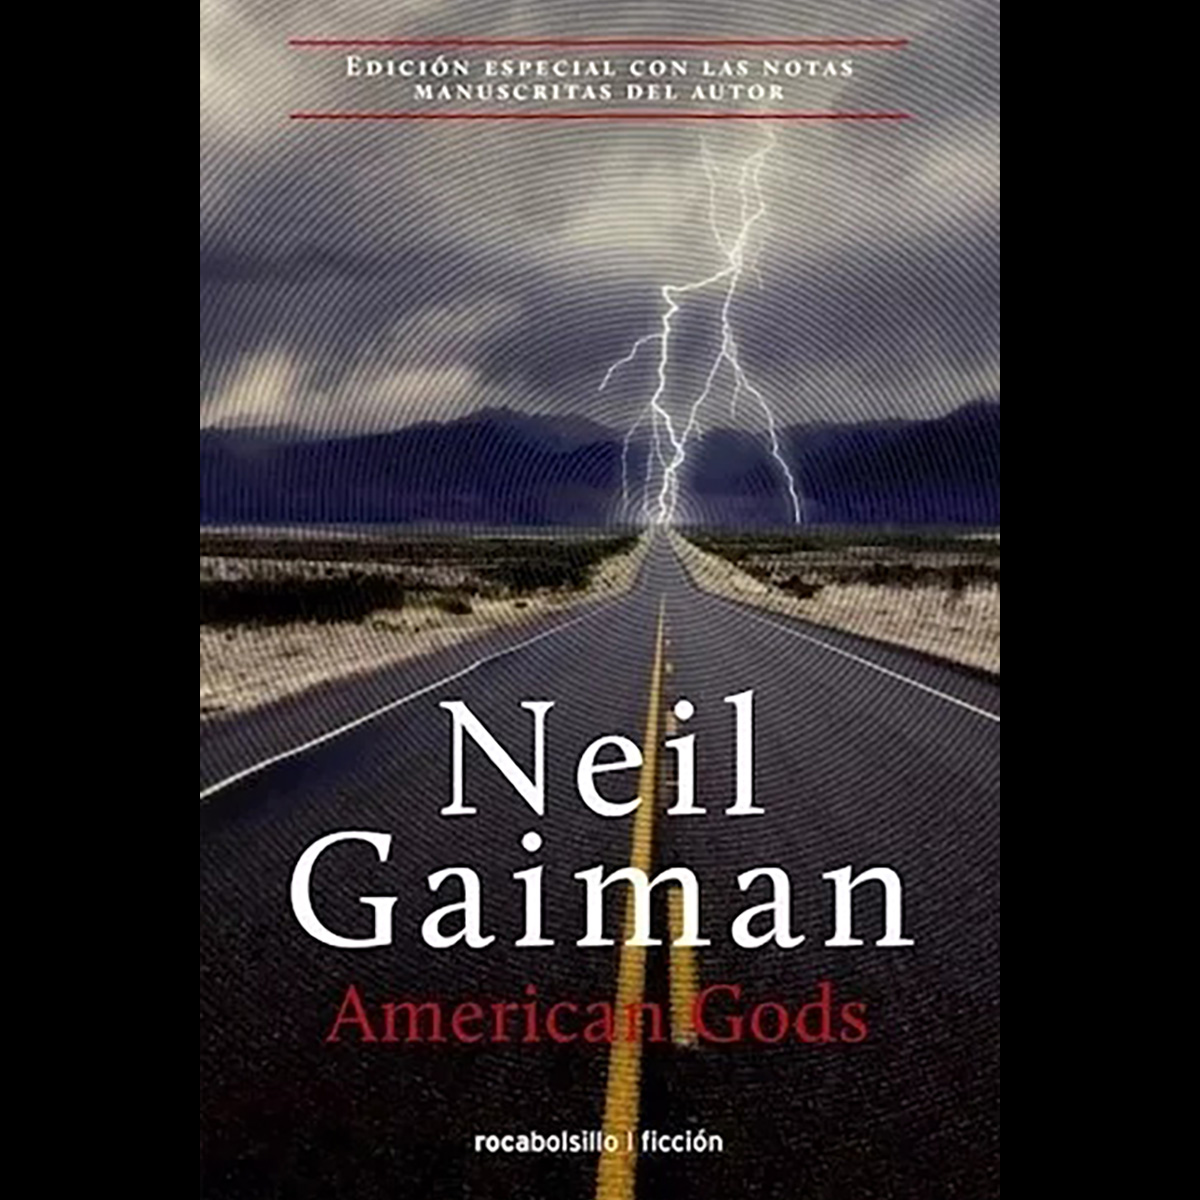 EDICIÓN ESPECIAL CON LAS NOTAS
MANUSCRITAS DEL AUTOR
Neil
Gaiman
American Gods
rocabolsillo | ficción